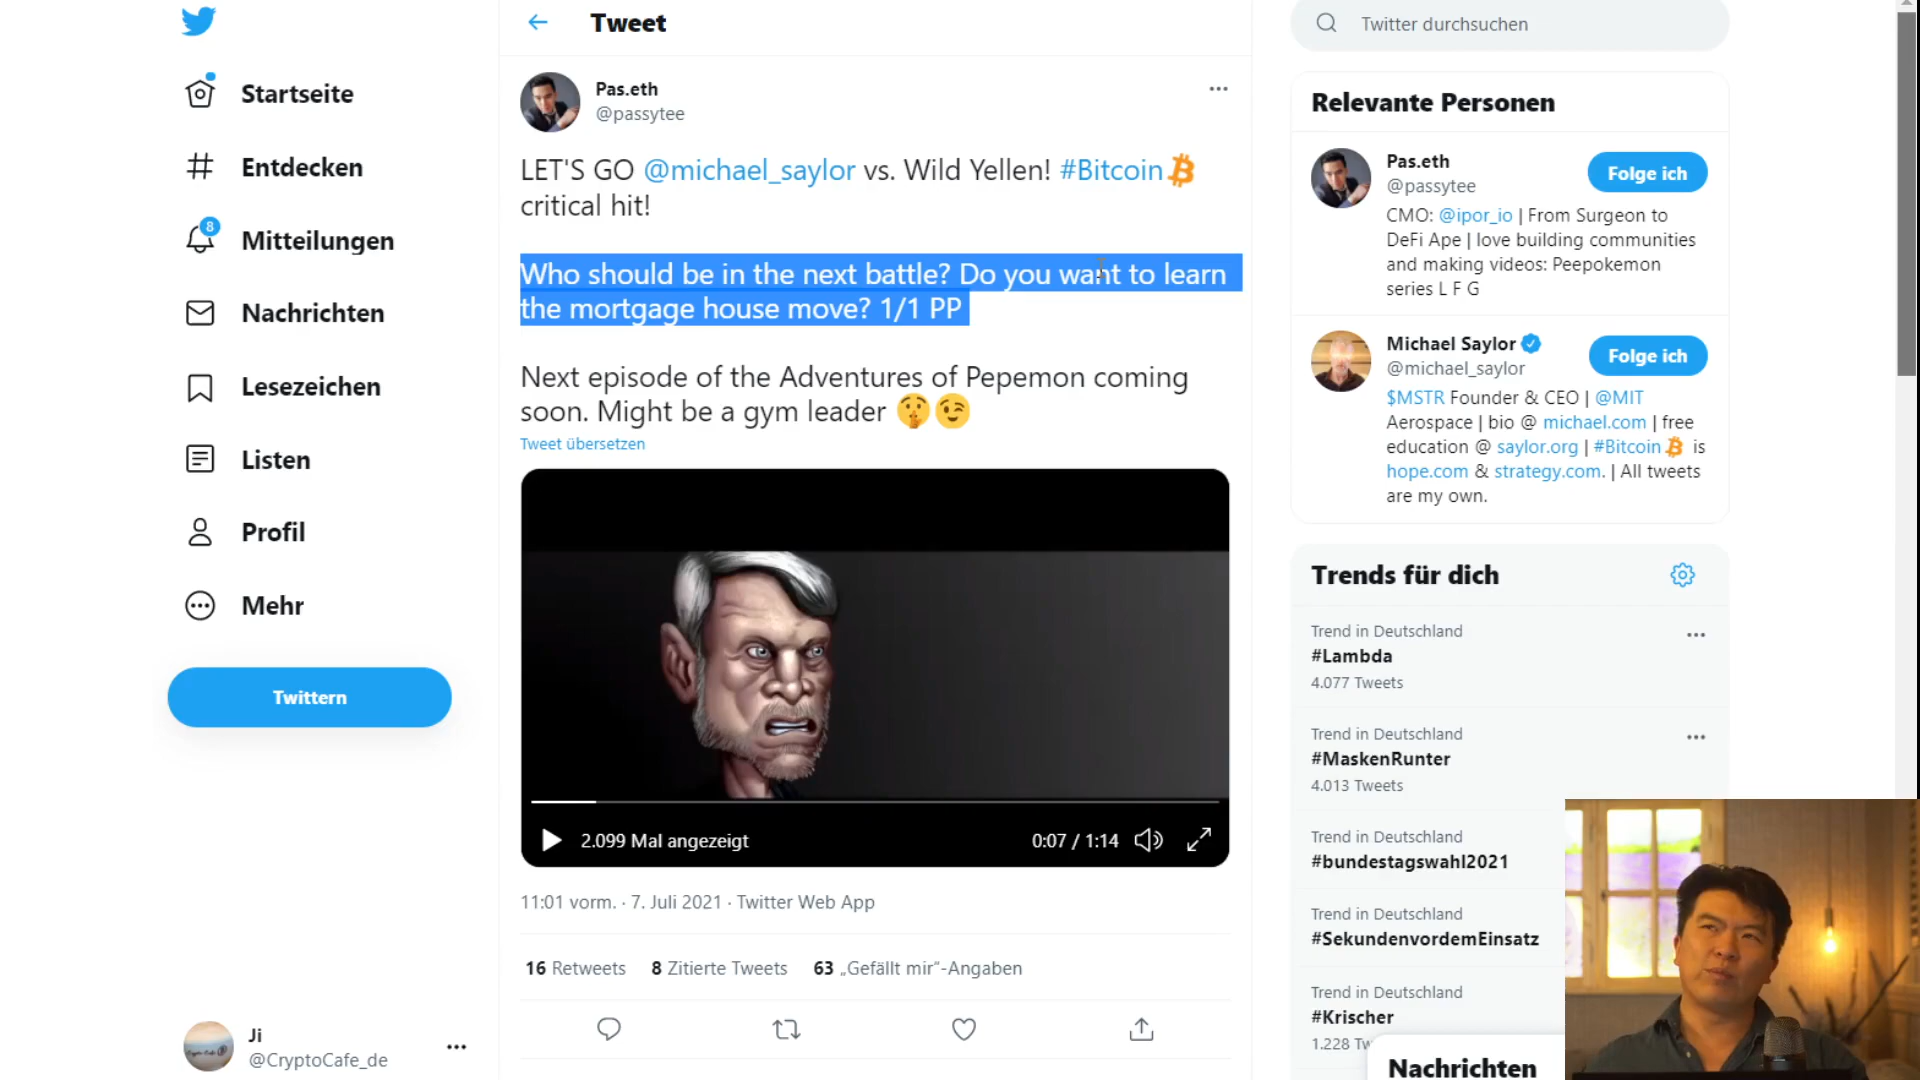 Startseite
Entdecken
8
Mitteilungen
Nachrichten
Lesezeichen
Listen
Profil
Mehr
Twittern
Ji
@CryptoCafe_de
Tweet
Pas.eth
@passytee
LET'S GO @michael_saylor vs. Wild Yellen! #Bitcoin
critical hit!
Who should be in the next battle? Do you want to learn
the mortgage house move? 1/1 PP
Next episode of the Adventures of Pepemon coming
soon. Might be a gym leader 🤫😉
Tweet übersetzen
2.099 Mal angezeigt
0:07 / 1:14
11:01 vorm. · 7. Juli 2021 · Twitter Web App
16 Retweets 8 Zitierte Tweets 63 „Gefällt mir“-Angaben
Twitter durchsuchen
Relevante Personen
Pas.eth
@passytee
Folge ich
CMO: @ipor_io | From Surgeon to
DeFi Ape | love building communities
and making videos: Peepokemon
series L F G
Michael Saylor
@michael_saylor
Folge ich
$MSTR Founder & CEO | @MIT
Aerospace | bio @ michael.com | free
education @ saylor.org | #Bitcoin is
hope.com & strategy.com. | All tweets
are my own.
Trends für dich
Trend in Deutschland
#Lambda
4.077 Tweets
Trend in Deutschland
#MaskenRunter
4.013 Tweets
Trend in Deutschland
#bundestagswahl2021
Trend in Deutschland
#SekundenvordemEinsatz
Trend in Deutschland
#Krischer
1.228 Tw
Nachrichten